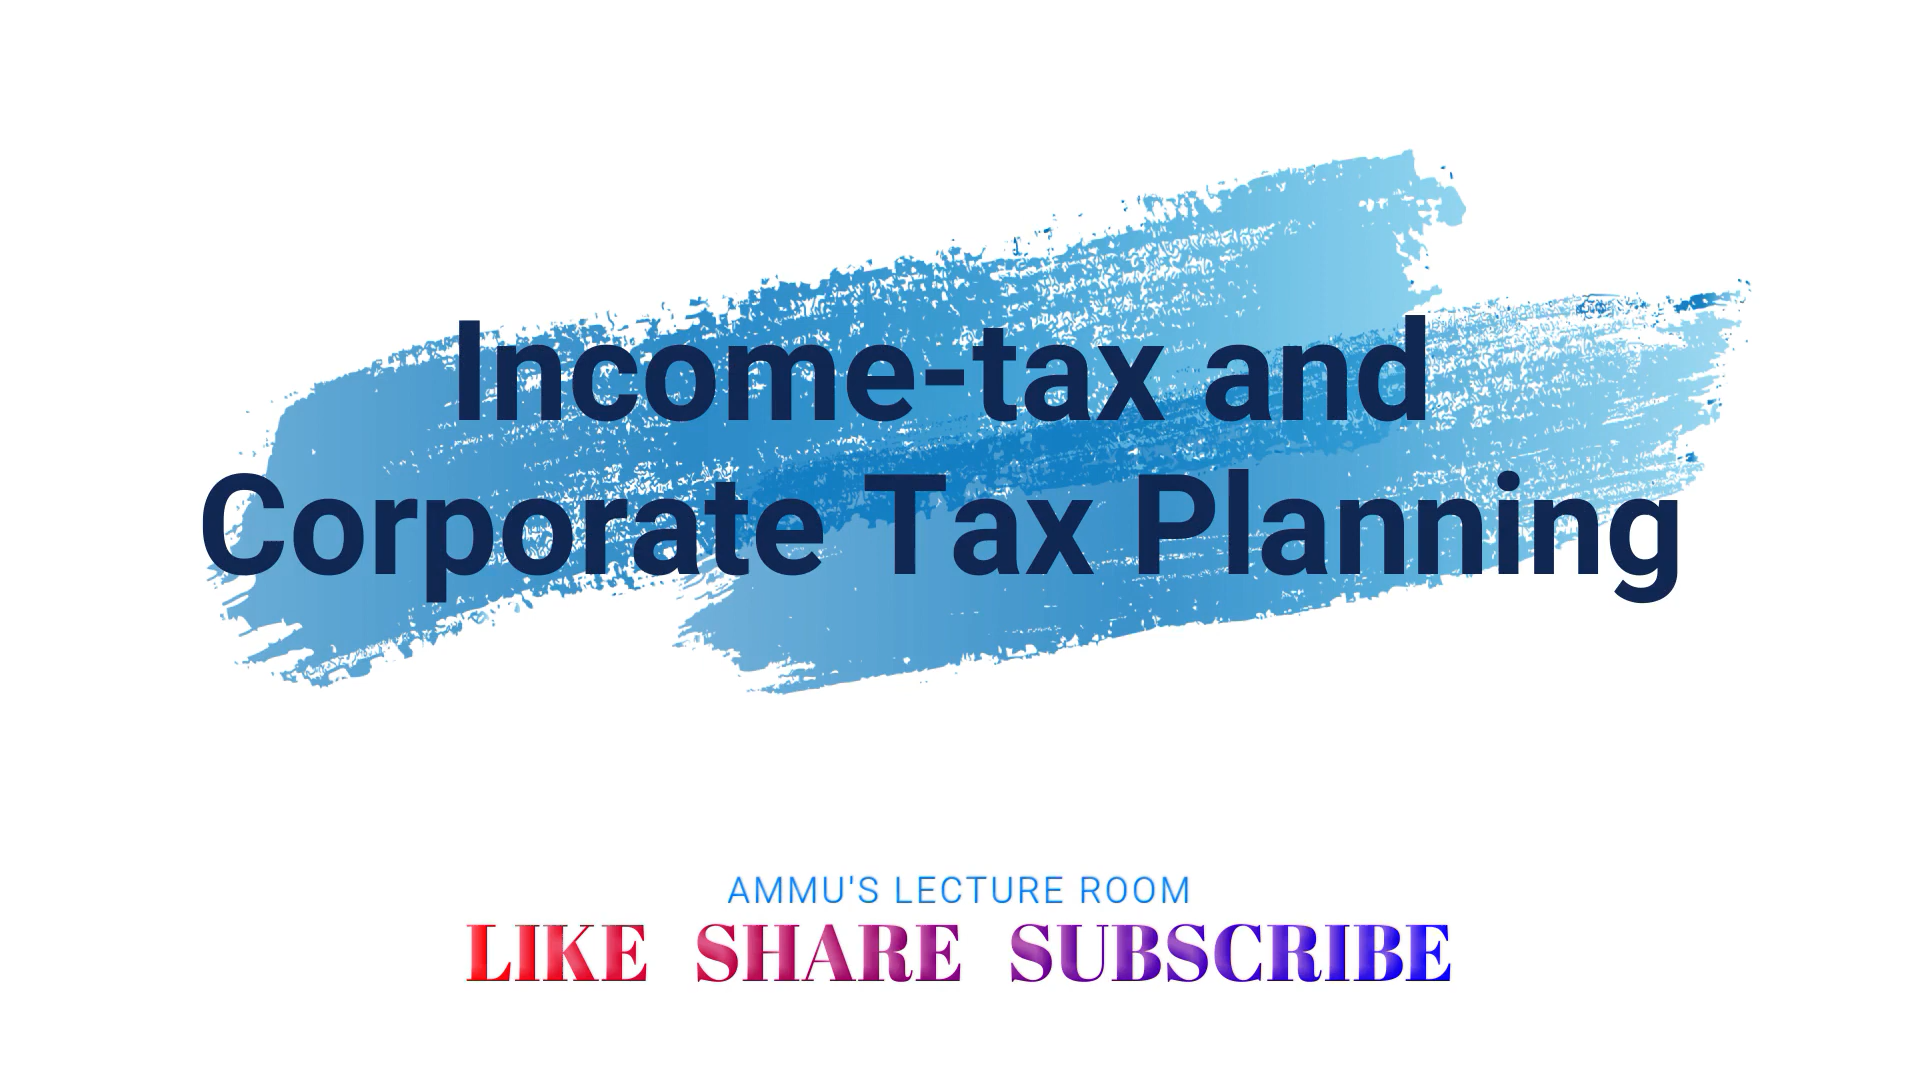 Income-tax and
Corporate Tax Planning
AMMU'S LECTURE ROOM
LIKE SHARE SUBSCRIBE